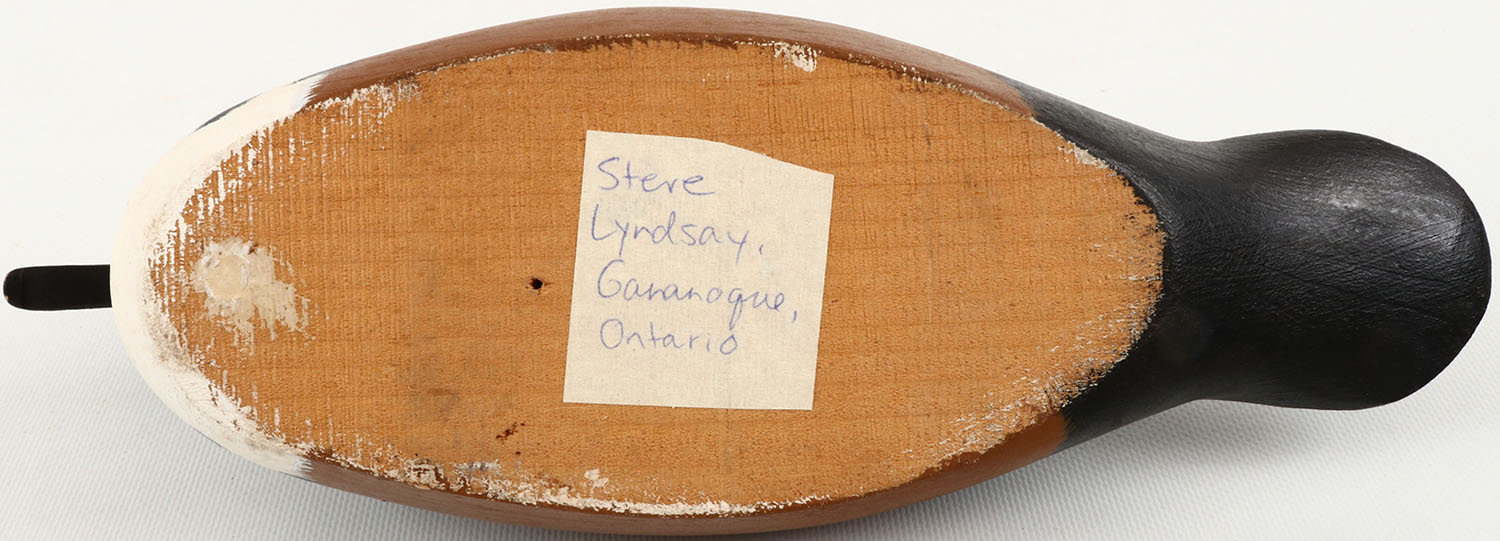 Steve
Lyndsay,
Gananoque,
Ontario